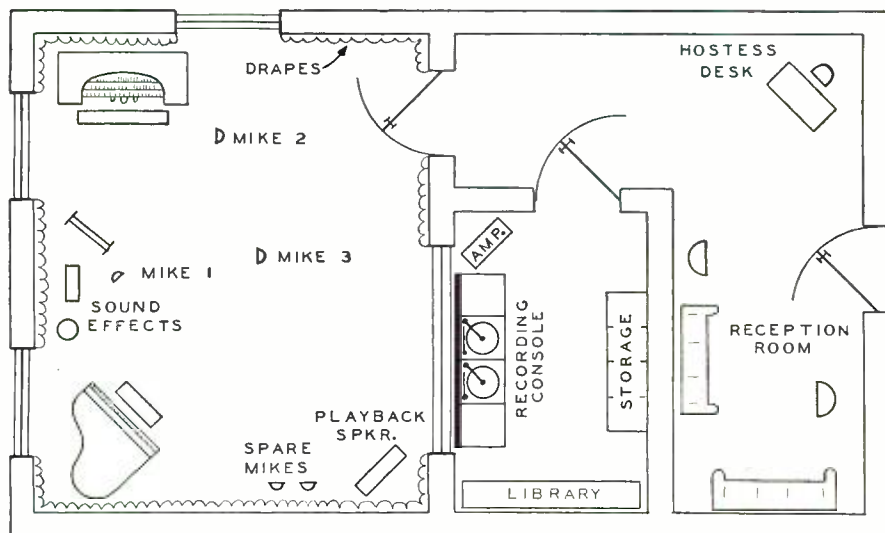 HOSTESS
DESK
DRAPES
MIKE 2
MIKE 3
AMP.
MIKE 1
SOUND
EFFECTS
RECORDING
CONSOLE
STORAGE
RECEPTION
ROOM
PLAYBACK
SPKR.
SPARE
MIKES
LIBRARY